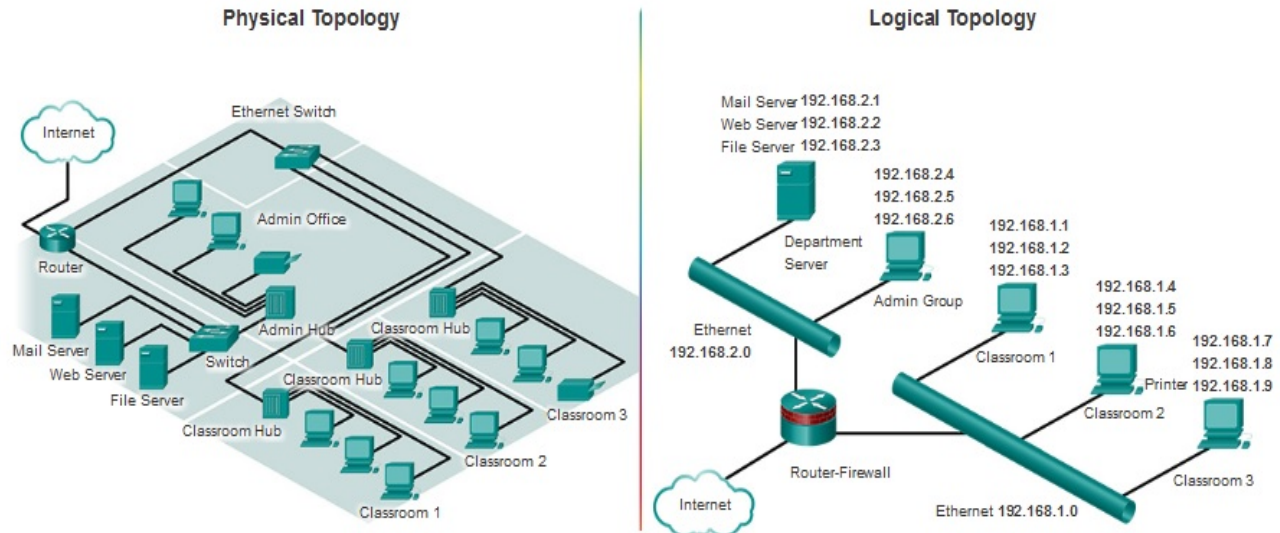 Physical Topology
Internet
Ethernet Switch
Admin Office
Router
Admin Hub
Classroom Hub
Mail Server
Switch
Web Server
Classroom Hub
File Server
Classroom 3
Classroom Hub
Classroom 2
Classroom 1
Logical Topology
Mail Server 192.168.2.1
Web Server 192.168.2.2
File Server 192.168.2.3
192.168.2.4
192.168.2.5
192.168.2.6
Department
Server
Admin Group
192.168.1.1
192.168.1.2
192.168.1.3
Classroom 1
192.168.1.4
192.168.1.5
192.168.1.6
Classroom 2
192.168.1.7
192.168.1.8
Printer 192.168.1.9
Classroom 3
Ethernet
192.168.2.0
Router-Firewall
Internet
Ethernet 192.168.1.0